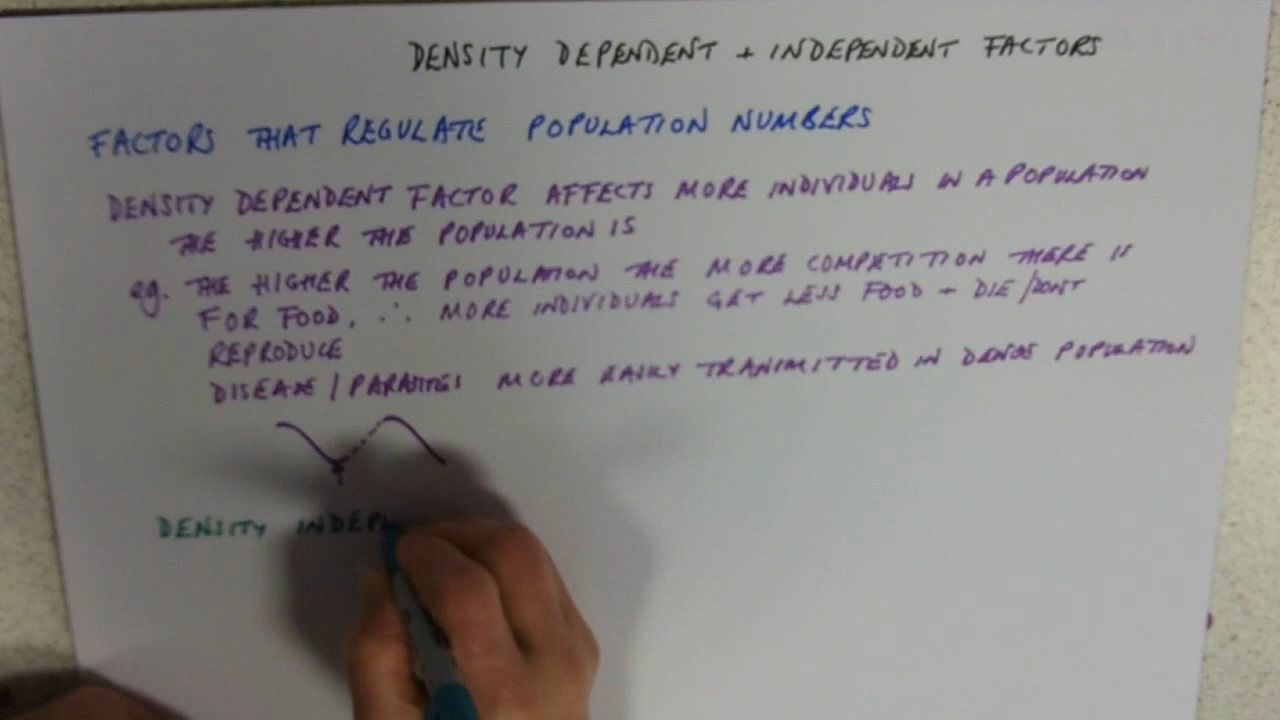 DENSITY DEPENDENT + INDEPENDENT FACTORS
FACTORS THAT REGULATE POPULATION NUMBERS
DENSITY DEPENDENT FACTOR AFFECTS MORE INDIVIDUALS IN A POPULATION
THE HIGHER THE POPULATION IS
eg. THE HIGHER THE POPULATION THE MORE COMPETITION THERE IS
FOR FOOD, ∴ MORE INDIVIDUALS GET LESS FOOD + DIE/DONT
REPRODUCE
DISEASE / PARASITES MORE EASILY TRANSMITTED IN DENSE POPULATION
DENSITY INDEP